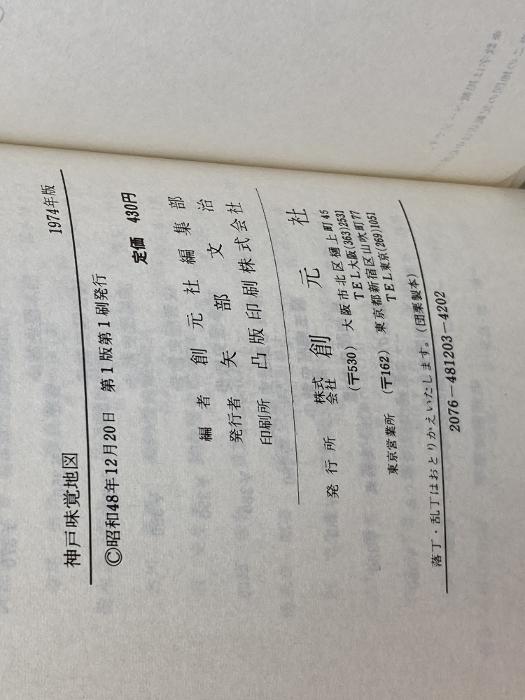 神戸味覚地図 1974年版
©昭和48年12月20日 第1版第1刷発行
定価 430円
編者 創元社編集部
発行者 矢部文治
印刷所 凸版印刷株式会社
発行所 株式会社 創元社
(〒530) 大阪市北区樋上町45
TEL大阪(363)2531
東京営業所 (〒162) 東京都新宿区山吹町77
TEL東京(269)1051
落丁・乱丁はおとりかえいたします。(団栗製本)
2076-481203-4202